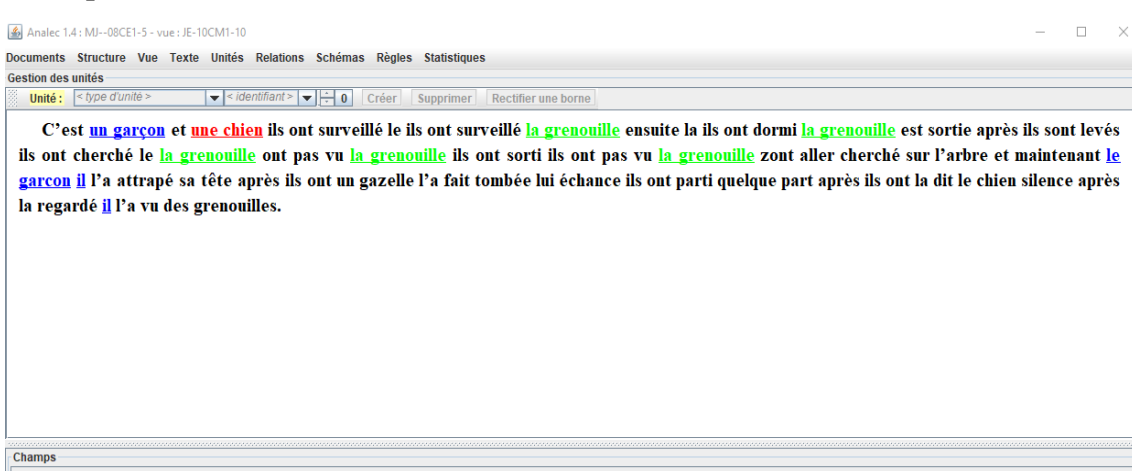 Analec 1.4 : MJ--08CE1-5 - vue : JE-10CM1-10
Documents Structure Vue Texte Unités Relations Schémas Règles Statistiques
Gestion des unités
Unité : < type d'unité > < identifiant > 0 Créer Supprimer Rectifier une borne
C'est un garçon et une chien ils ont surveillé le ils ont surveillé la grenouille ensuite la ils ont dormi la grenouille est sortie après ils sont levés
ils ont cherché le la grenouille ont pas vu la grenouille ils ont sorti ils ont pas vu la grenouille zont aller cherché sur l'arbre et maintenant le
garcon il l'a attrapé sa tête après ils ont un gazelle l'a fait tombée lui échance ils ont parti quelque part après ils ont la dit le chien silence après
la regardé il l'a vu des grenouilles.
Champs